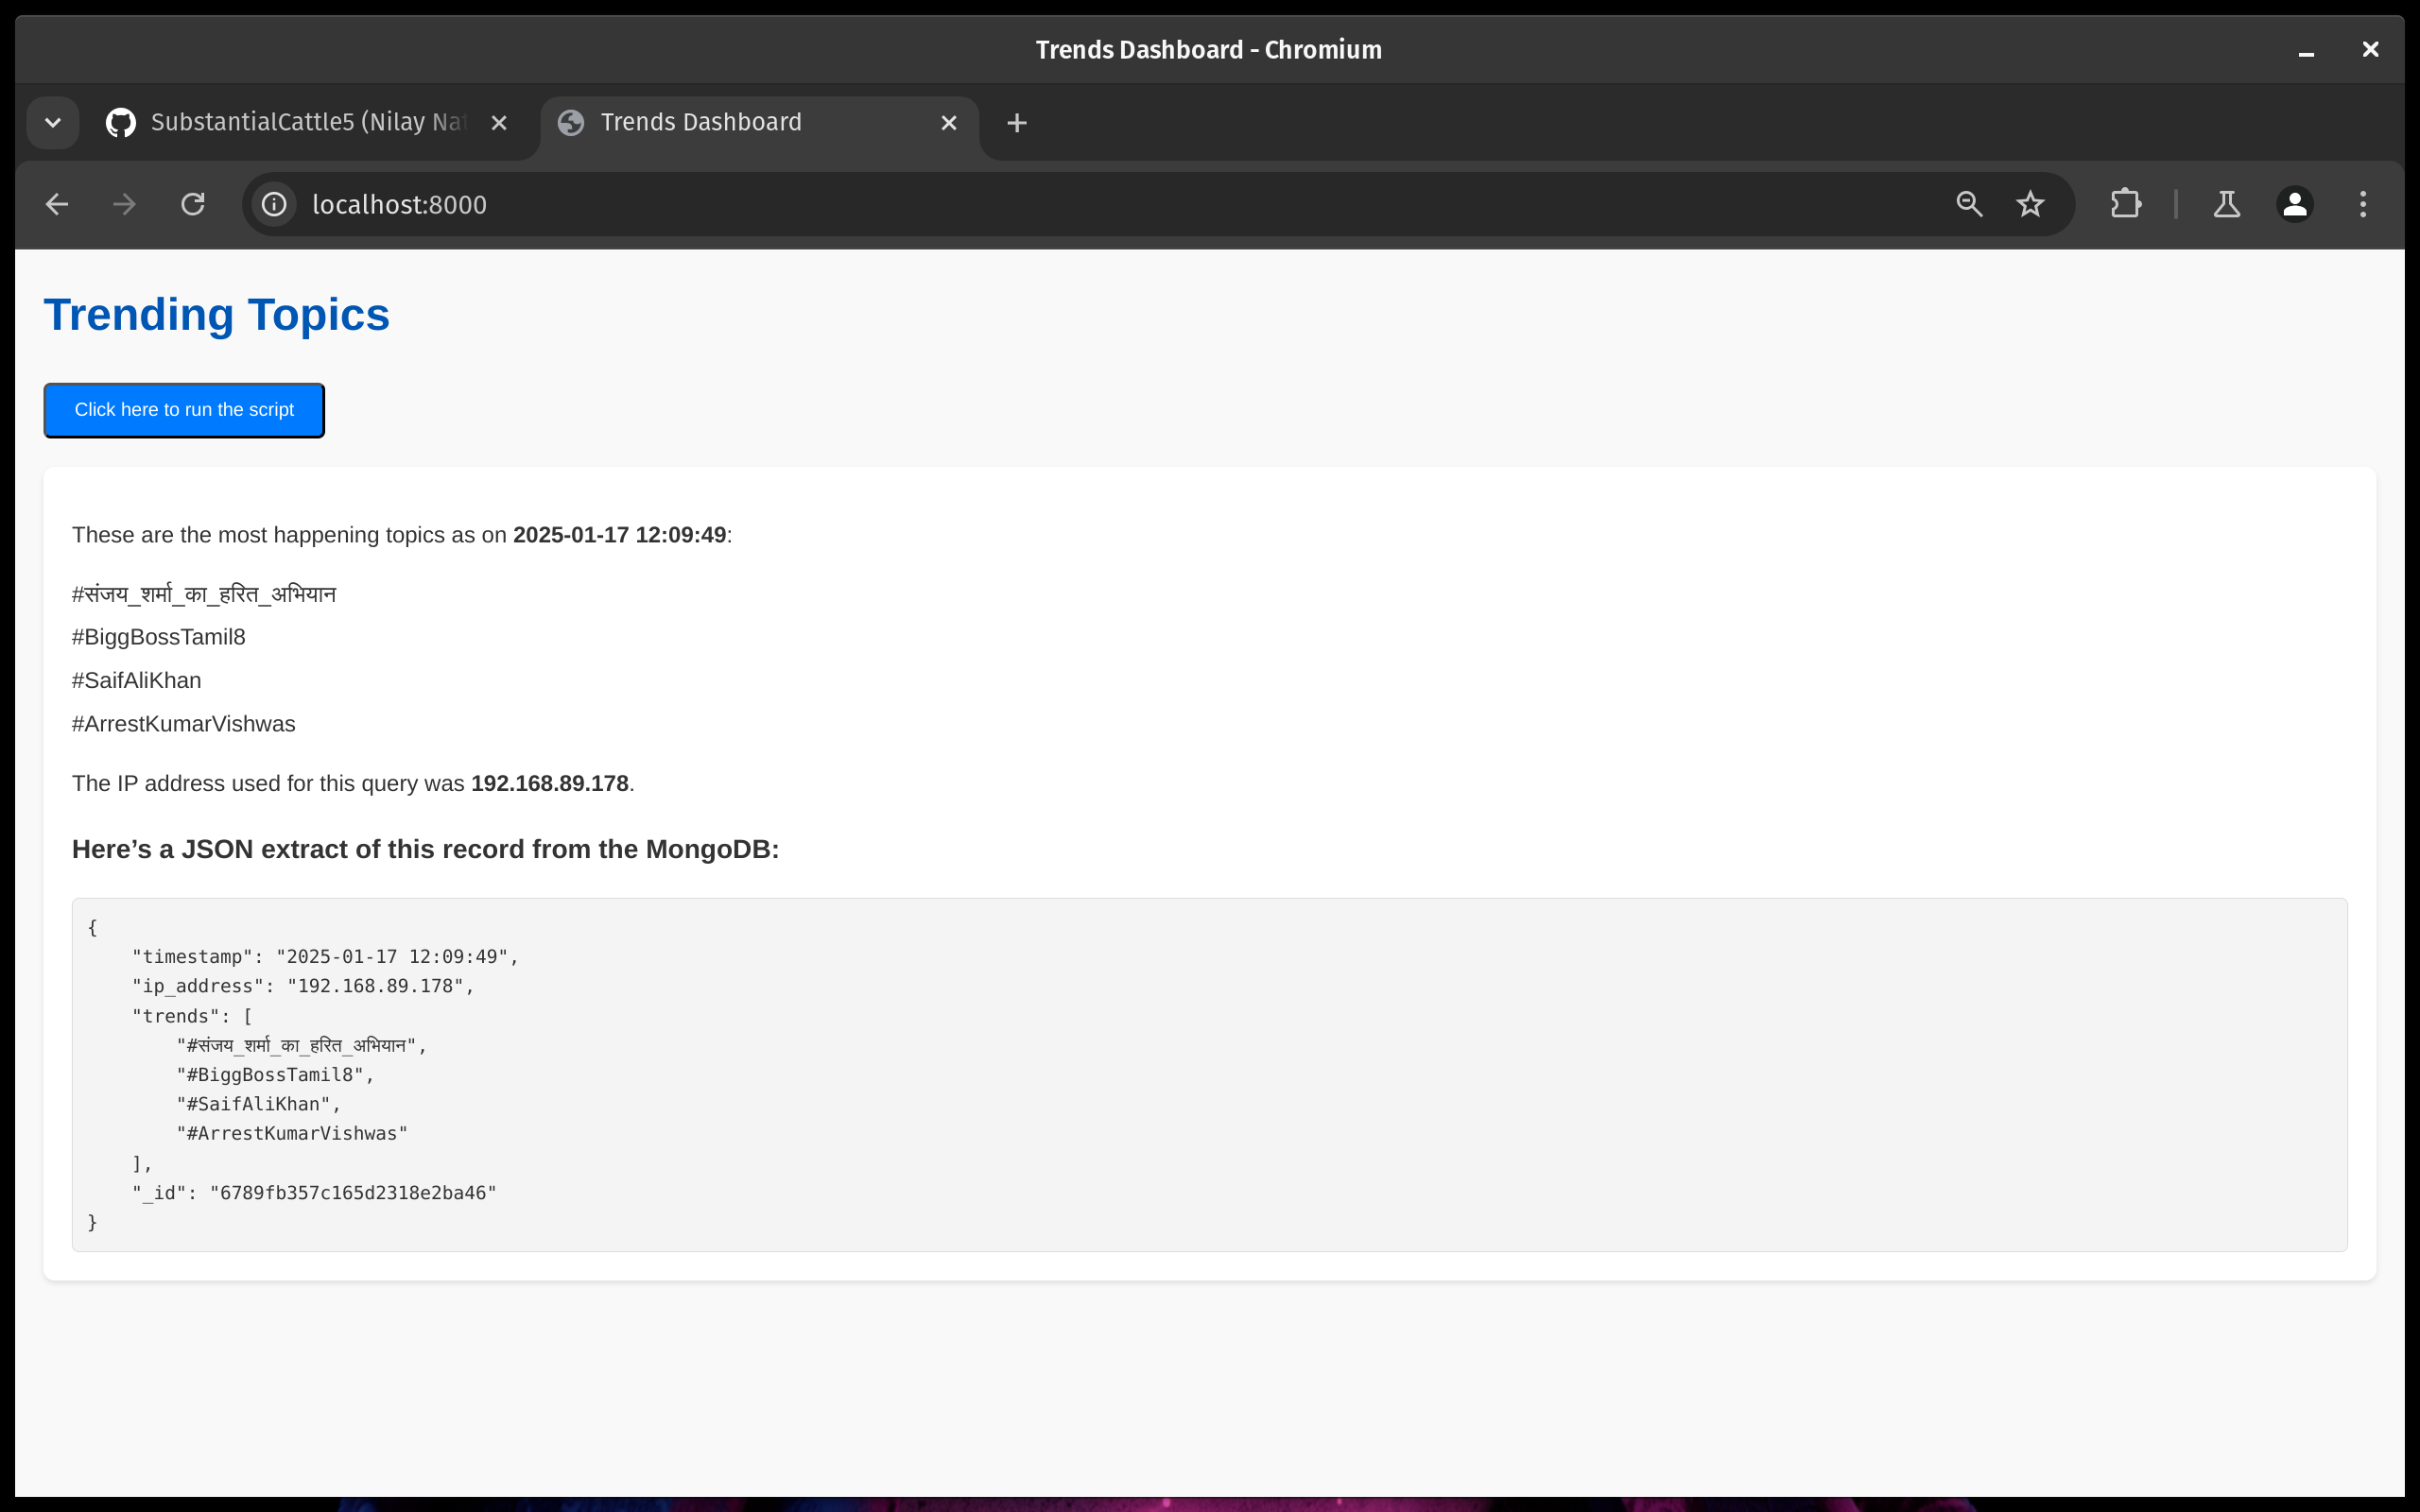 Trends Dashboard - Chromium
SubstantialCattle5 (Nilay Nat
Trends Dashboard
localhost:8000
Trending Topics
Click here to run the script
These are the most happening topics as on 2025-01-17 12:09:49:
#संजय_शर्मा_का_हरित_अभियान
#BiggBossTamil8
#SaifAliKhan
#ArrestKumarVishwas
The IP address used for this query was 192.168.89.178.
Here’s a JSON extract of this record from the MongoDB:
{
    "timestamp": "2025-01-17 12:09:49",
    "ip_address": "192.168.89.178",
    "trends": [
        "#संजय_शर्मा_का_हरित_अभियान",
        "#BiggBossTamil8",
        "#SaifAliKhan",
        "#ArrestKumarVishwas"
    ],
    "_id": "6789fb357c165d2318e2ba46"
}